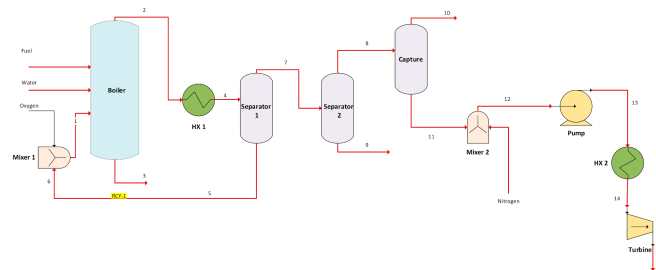 2
10
Fuel
7
8
Capture
Boiler
Water
4
12
13
Oxygen
1
HX 1
Separator
1
Separator
2
Pump
11
Mixer 2
Mixer 1
9
HX 2
6
3
5
RCY-1
Nitrogen
14
Turbine